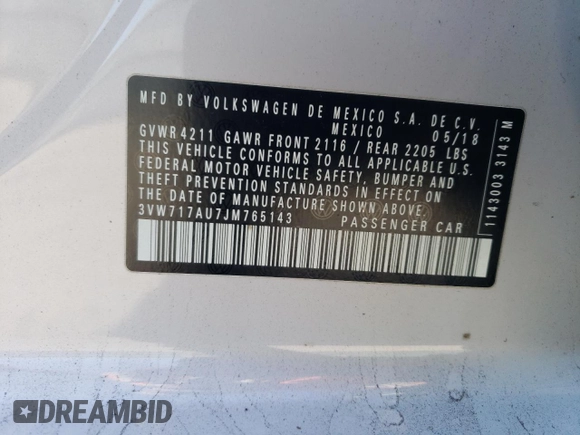 MFD BY VOLKSWAGEN DE MEXICO S.A. DE C.V.
MEXICO 05/18
GVWR 4211 GAWR FRONT 2116 / REAR 2205 LBS
THIS VEHICLE CONFORMS TO ALL APPLICABLE U.S.
FEDERAL MOTOR VEHICLE SAFETY, BUMPER AND
THEFT PREVENTION STANDARDS IN EFFECT ON
THE DATE OF MANUFACTURE SHOWN ABOVE.
3VW717AU7JM765143 PASSENGER CAR
1143003 3143 M
DREAMBID